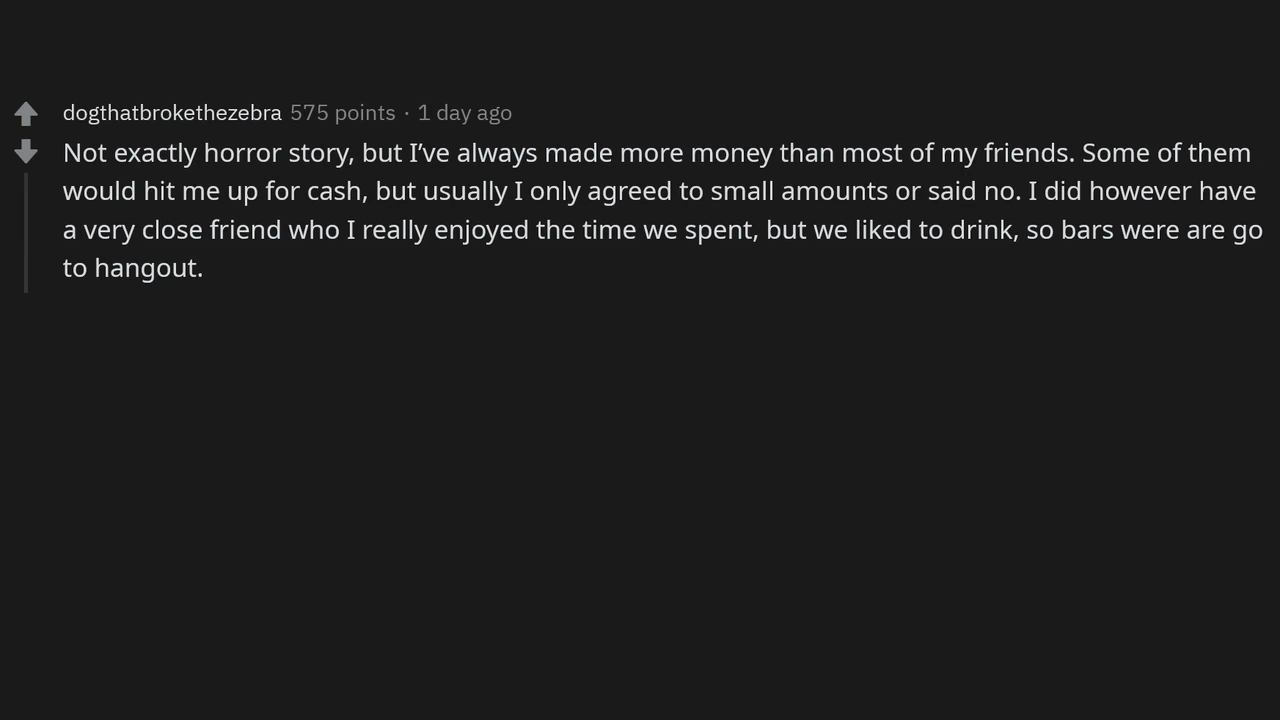 dogthatbrokethezebra 575 points · 1 day ago
Not exactly horror story, but I’ve always made more money than most of my friends. Some of them
would hit me up for cash, but usually I only agreed to small amounts or said no. I did however have
a very close friend who I really enjoyed the time we spent, but we liked to drink, so bars were are go
to hangout.